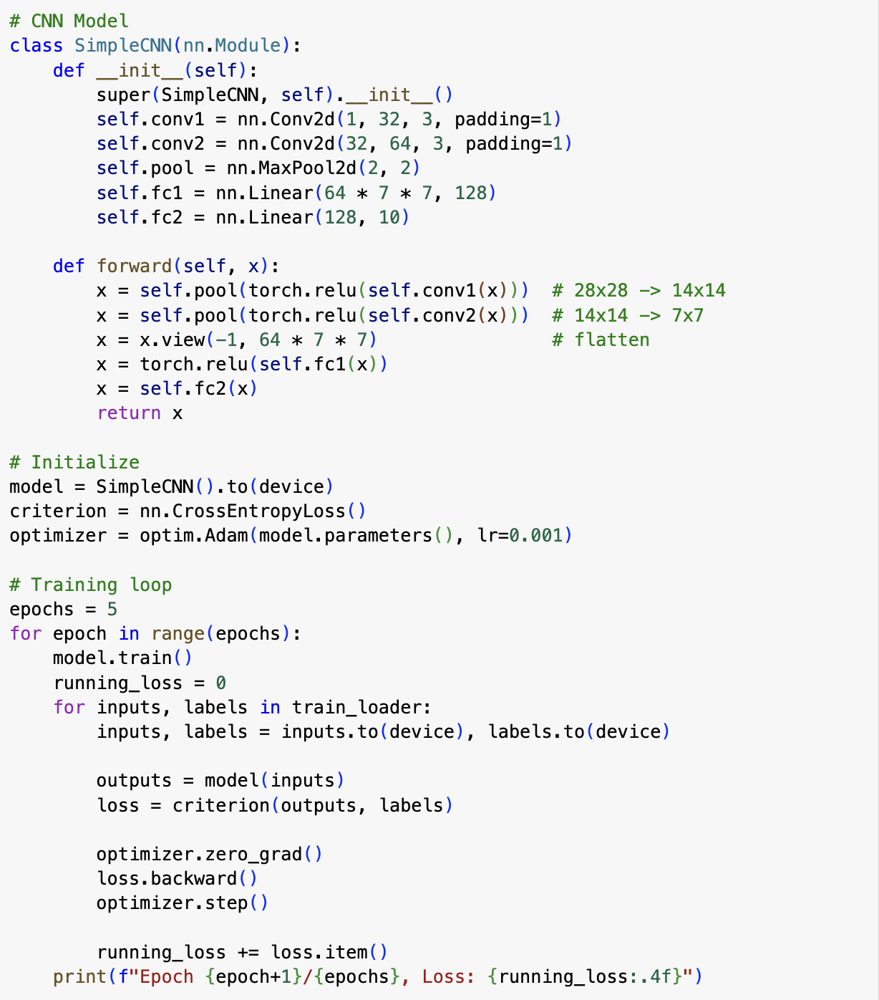 # CNN Model
class SimpleCNN(nn.Module):
    def __init__(self):
        super(SimpleCNN, self).__init__()
        self.conv1 = nn.Conv2d(1, 32, 3, padding=1)
        self.conv2 = nn.Conv2d(32, 64, 3, padding=1)
        self.pool = nn.MaxPool2d(2, 2)
        self.fc1 = nn.Linear(64 * 7 * 7, 128)
        self.fc2 = nn.Linear(128, 10)

    def forward(self, x):
        x = self.pool(torch.relu(self.conv1(x)))  # 28x28 -> 14x14
        x = self.pool(torch.relu(self.conv2(x)))  # 14x14 -> 7x7
        x = x.view(-1, 64 * 7 * 7)                # flatten
        x = torch.relu(self.fc1(x))
        x = self.fc2(x)
        return x

# Initialize
model = SimpleCNN().to(device)
criterion = nn.CrossEntropyLoss()
optimizer = optim.Adam(model.parameters(), lr=0.001)

# Training loop
epochs = 5
for epoch in range(epochs):
    model.train()
    running_loss = 0
    for inputs, labels in train_loader:
        inputs, labels = inputs.to(device), labels.to(device)

        outputs = model(inputs)
        loss = criterion(outputs, labels)

        optimizer.zero_grad()
        loss.backward()
        optimizer.step()

        running_loss += loss.item()
    print(f"Epoch {epoch+1}/{epochs}, Loss: {running_loss:.4f}")